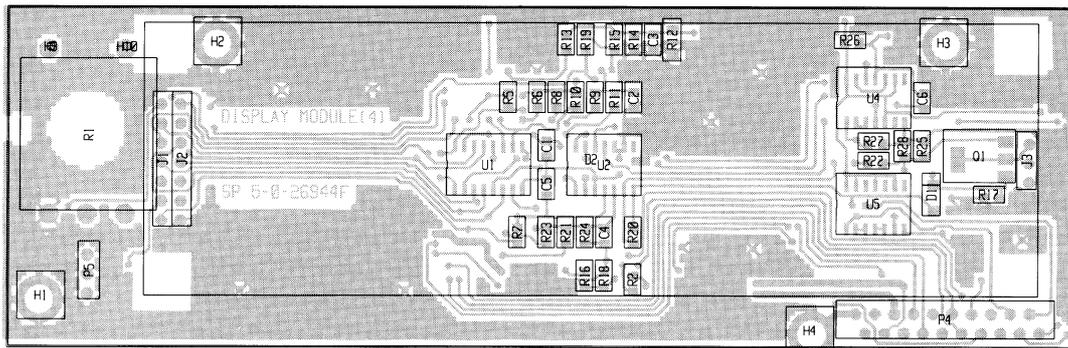 H9 H10 H2 R13 R19 R15 R14 C3 R12 R26 H3
R5 R6 R8 R10 R9 R11 C2 U4 C6
DISPLAY MODULE(4)
R1 J1 J2 U1 C1 D2 U2 R27 R28 R25 Q1 J3
R22
C5
SP 5-0-26944F
U5 D1 R17
R7 R23 R21 R24 C4 R20
P5 R16 R18 R2
H1 H4 P4